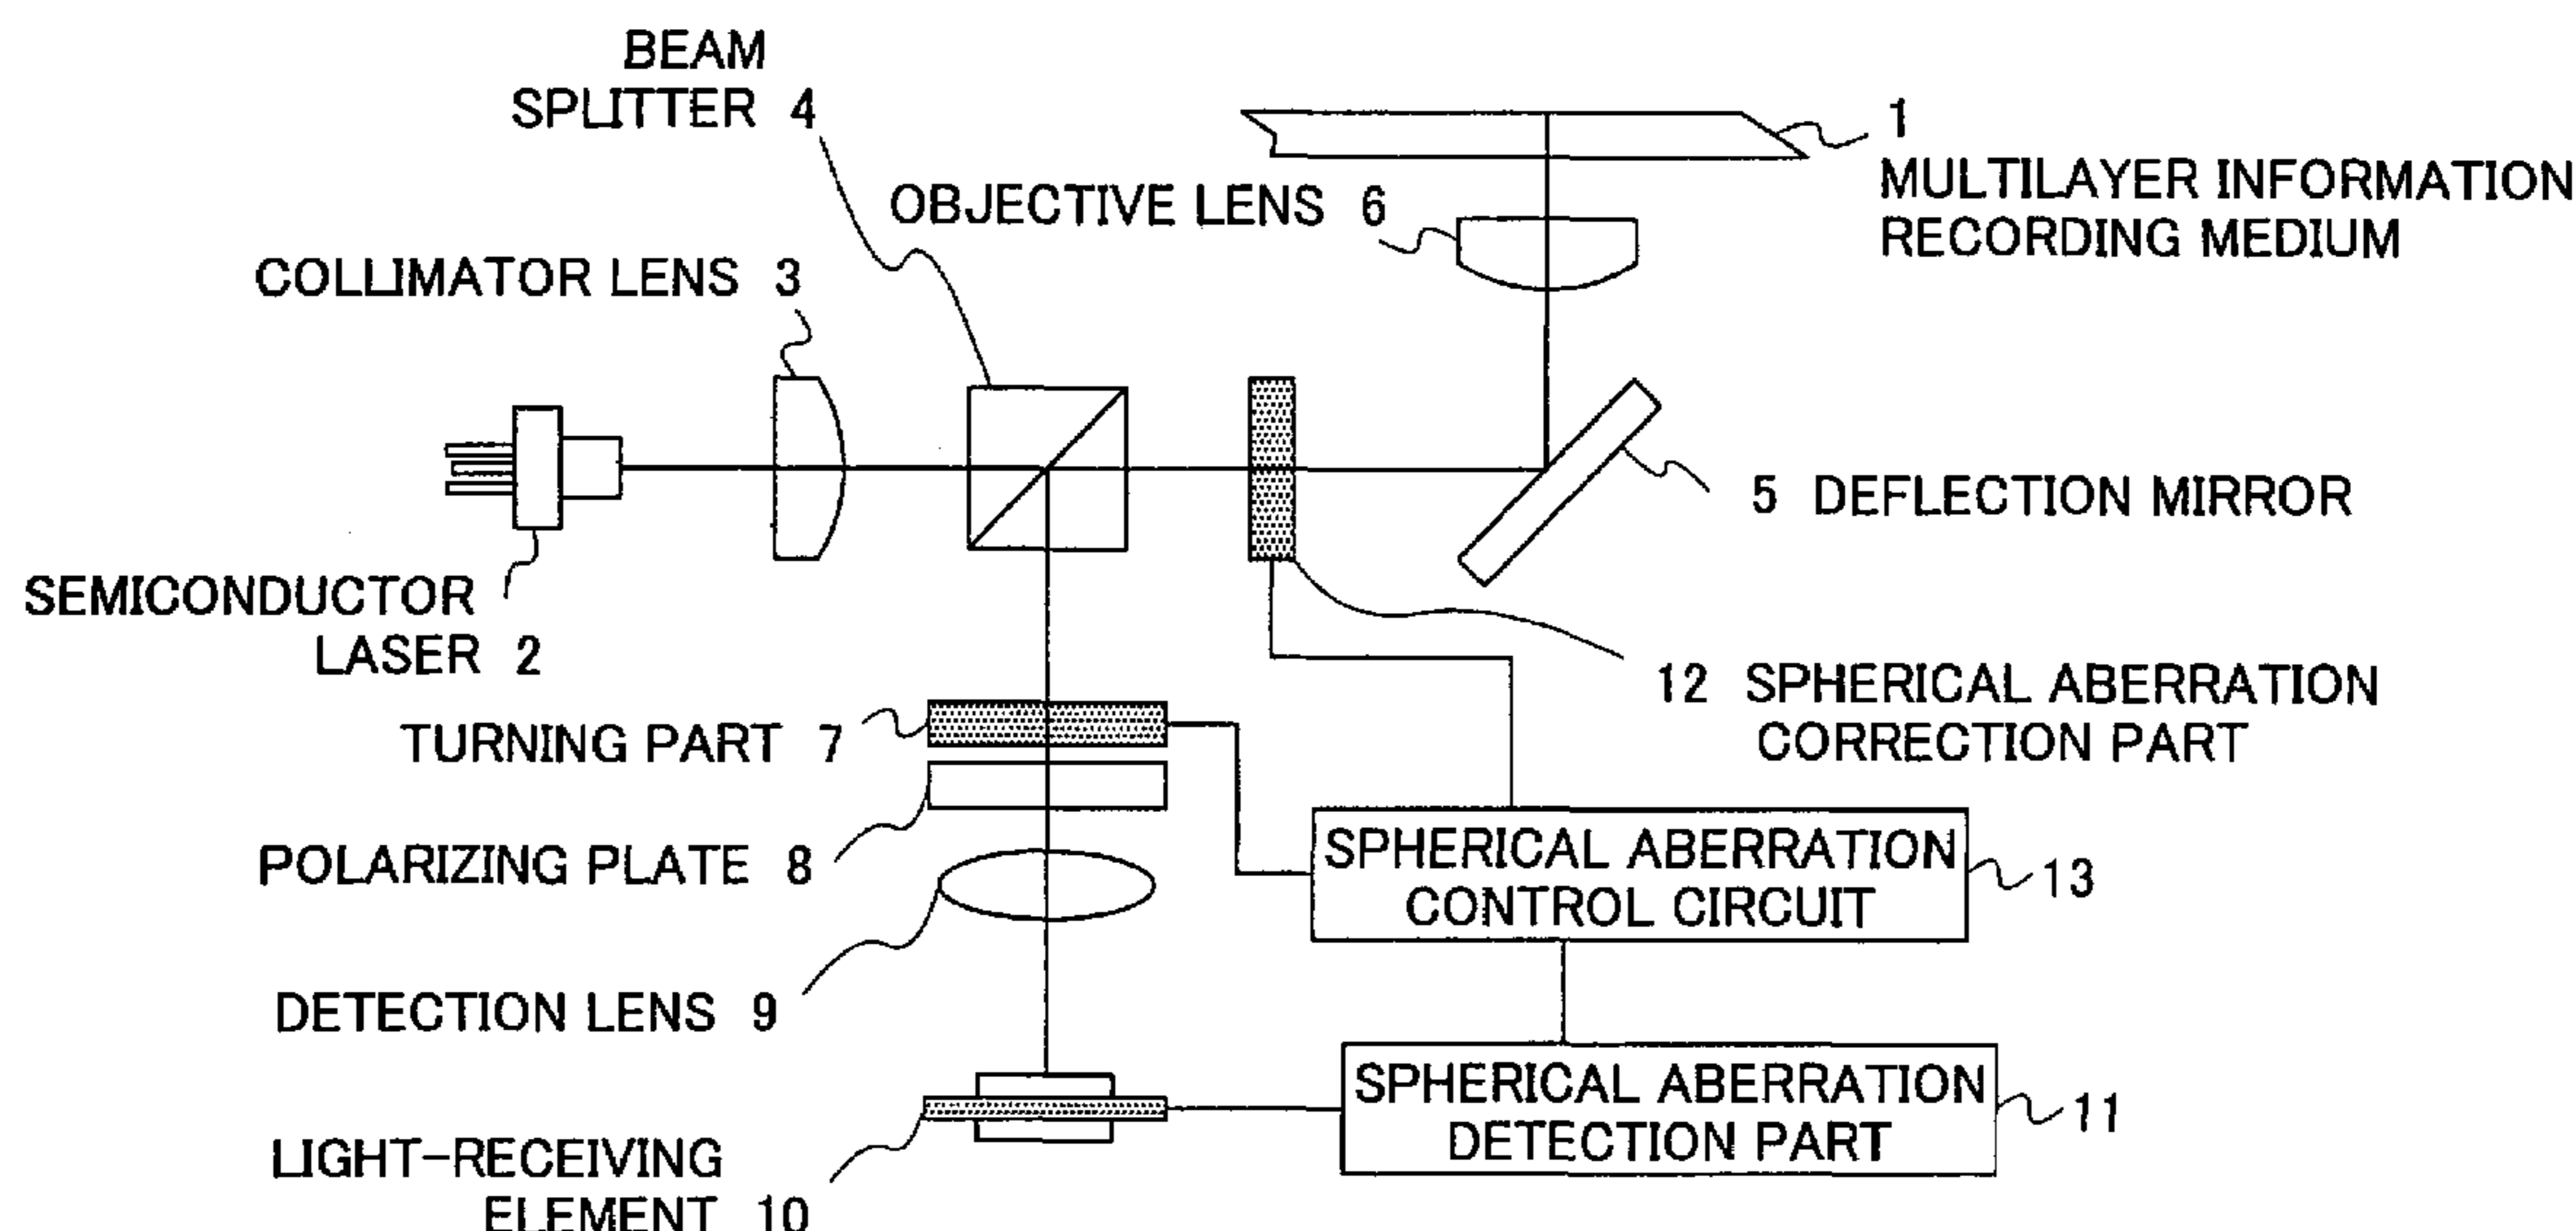 BEAM
SPLITTER 4
1
MULTILAYER INFORMATION
RECORDING MEDIUM
OBJECTIVE LENS 6
COLLIMATOR LENS 3
5 DEFLECTION MIRROR
SEMICONDUCTOR
LASER 2
12 SPHERICAL ABERRATION
CORRECTION PART
TURNING PART 7
POLARIZING PLATE 8
SPHERICAL ABERRATION
CONTROL CIRCUIT
13
DETECTION LENS 9
SPHERICAL ABERRATION
DETECTION PART
11
LIGHT-RECEIVING
ELEMENT 10